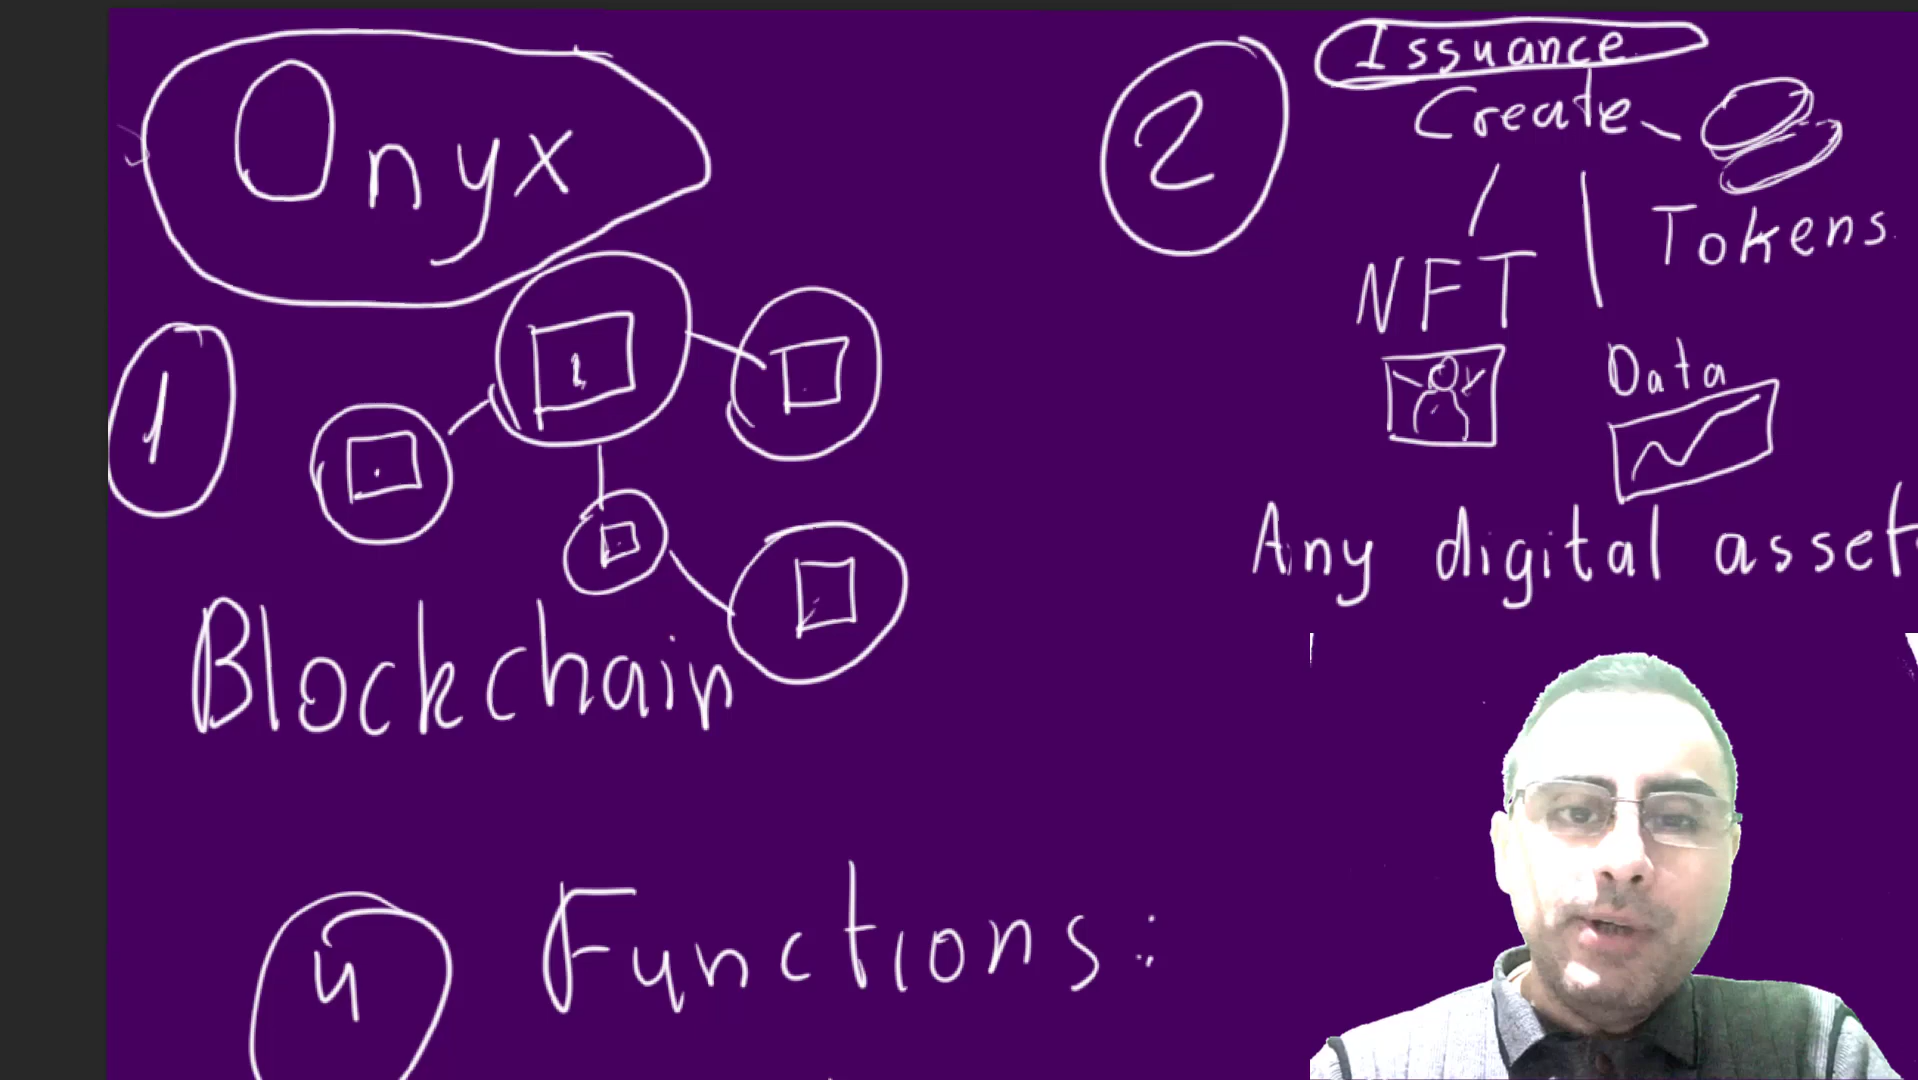 Onyx
1
Blockchain
2
Issuance
Create
Tokens
NFT
Data
Any digital asset
4 Functions: